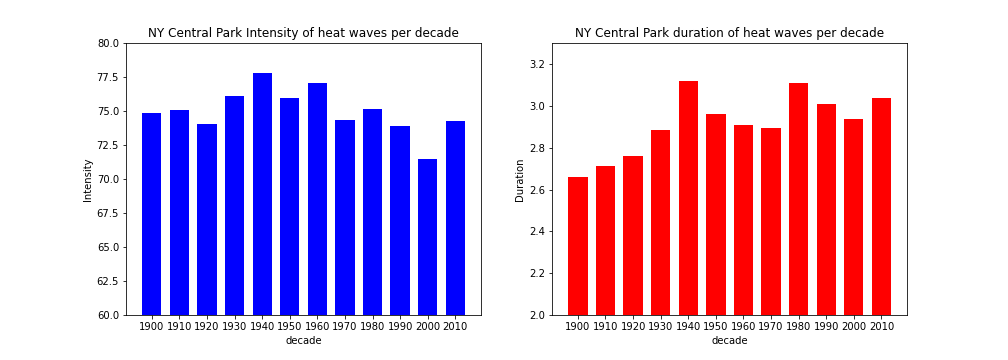 NY Central Park Intensity of heat waves per decade
80.0
77.5
75.0
72.5
70.0
67.5
65.0
62.5
60.0
Intensity
1900 1910 1920 1930 1940 1950 1960 1970 1980 1990 2000 2010
decade
NY Central Park duration of heat waves per decade
3.2
3.0
2.8
2.6
2.4
2.2
2.0
Duration
1900 1910 1920 1930 1940 1950 1960 1970 1980 1990 2000 2010
decade